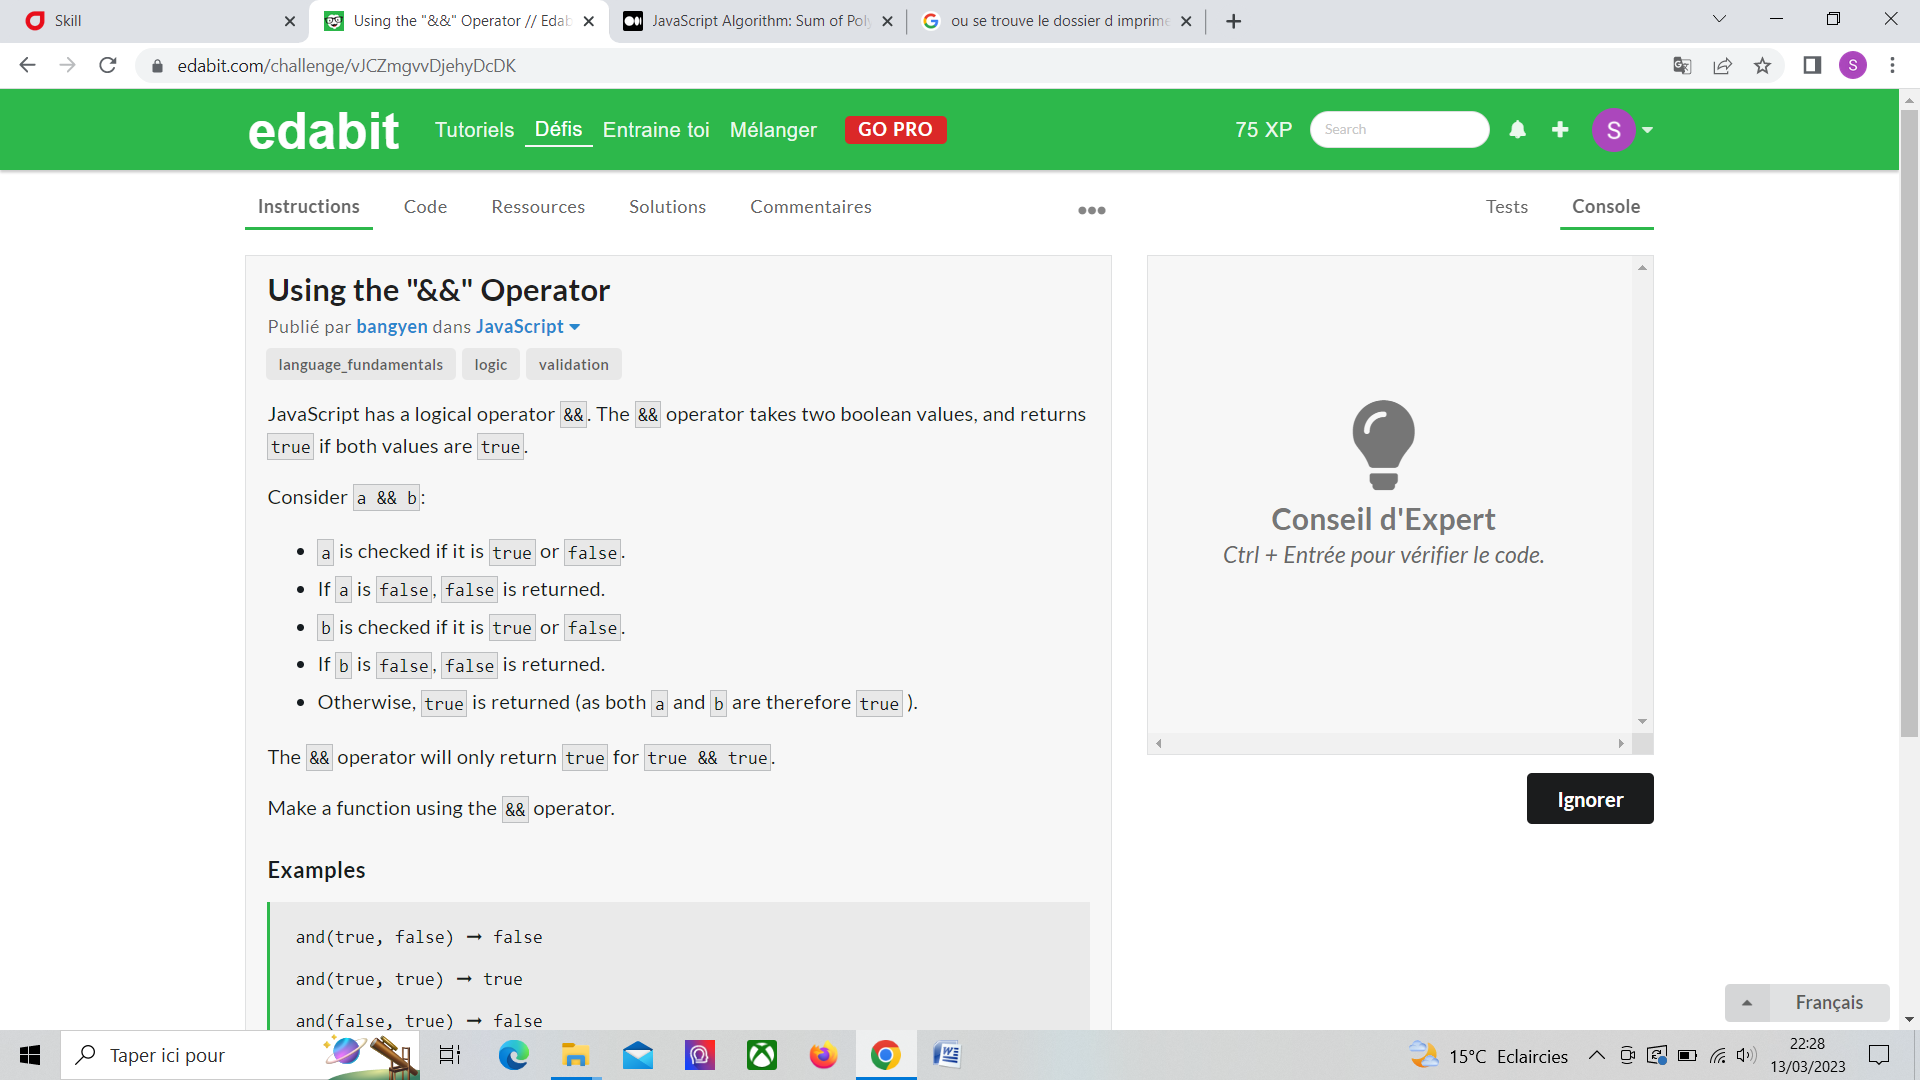 Skill
Using the "&&" Operator // Edab
JavaScript Algorithm: Sum of Poly
ou se trouve le dossier d imprime
edabit.com/challenge/vJCZmgvvDjehyDcDK
S
edabit
Tutoriels Défis Entraine toi Mélanger GO PRO
75 XP Search S
Instructions Code Ressources Solutions Commentaires
Tests Console
Using the "&&" Operator
Publié par bangyen dans JavaScript
language_fundamentals logic validation
JavaScript has a logical operator &&. The && operator takes two boolean values, and returns
true if both values are true.
Consider a && b:
• a is checked if it is true or false.
• If a is false, false is returned.
• b is checked if it is true or false.
• If b is false, false is returned.
• Otherwise, true is returned (as both a and b are therefore true ).
The && operator will only return true for true && true.
Make a function using the && operator.
Examples
and(true, false) → false
and(true, true) → true
and(false, true) → false
Conseil d'Expert
Ctrl + Entrée pour vérifier le code.
Ignorer
Français
Taper ici pour
15°C Eclaircies
22:28
13/03/2023